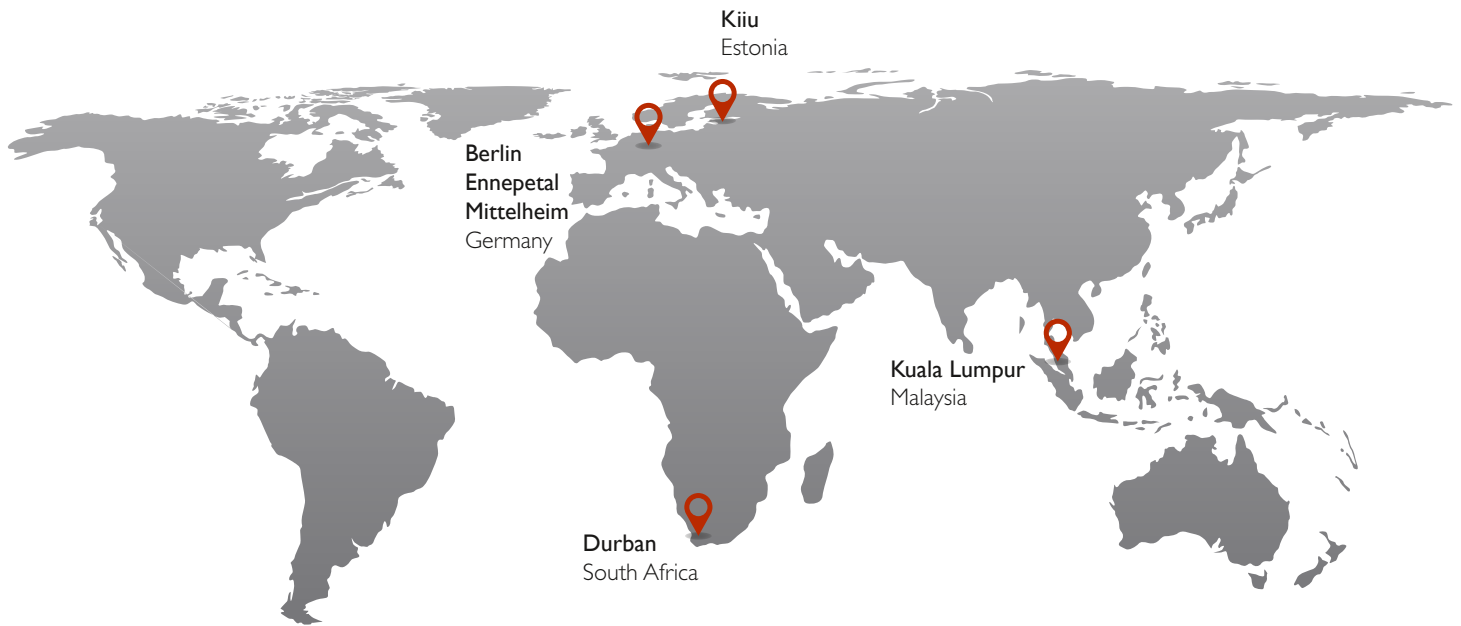 Kiiu
Estonia
Berlin
Ennepetal
Mittelheim
Germany
Kuala Lumpur
Malaysia
Durban
South Africa